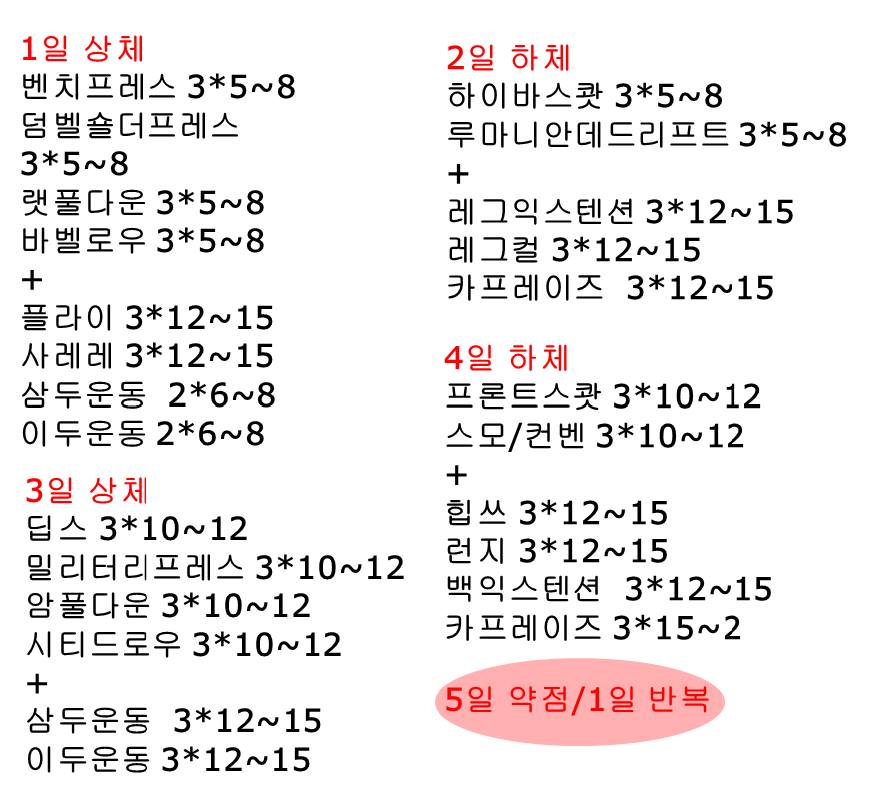 1일 상체
벤치프레스 3*5~8
덤벨숄더프레스
3*5~8
랫풀다운 3*5~8
바벨로우 3*5~8
+
플라이 3*12~15
사레레 3*12~15
삼두운동 2*6~8
이두운동 2*6~8
2일 하체
하이바스쾃 3*5~8
루마니안데드리프트 3*5~8
+
레그익스텐션 3*12~15
레그컬 3*12~15
카프레이즈 3*12~15
3일 상체
딥스 3*10~12
밀리터리프레스 3*10~12
암풀다운 3*10~12
시티드로우 3*10~12
+
삼두운동 3*12~15
이두운동 3*12~15
4일 하체
프론트스쾃 3*10~12
스모/컨벤 3*10~12
+
힙쓰 3*12~15
런지 3*12~15
백익스텐션 3*12~15
카프레이즈 3*15~2
5일 약점/1일 반복